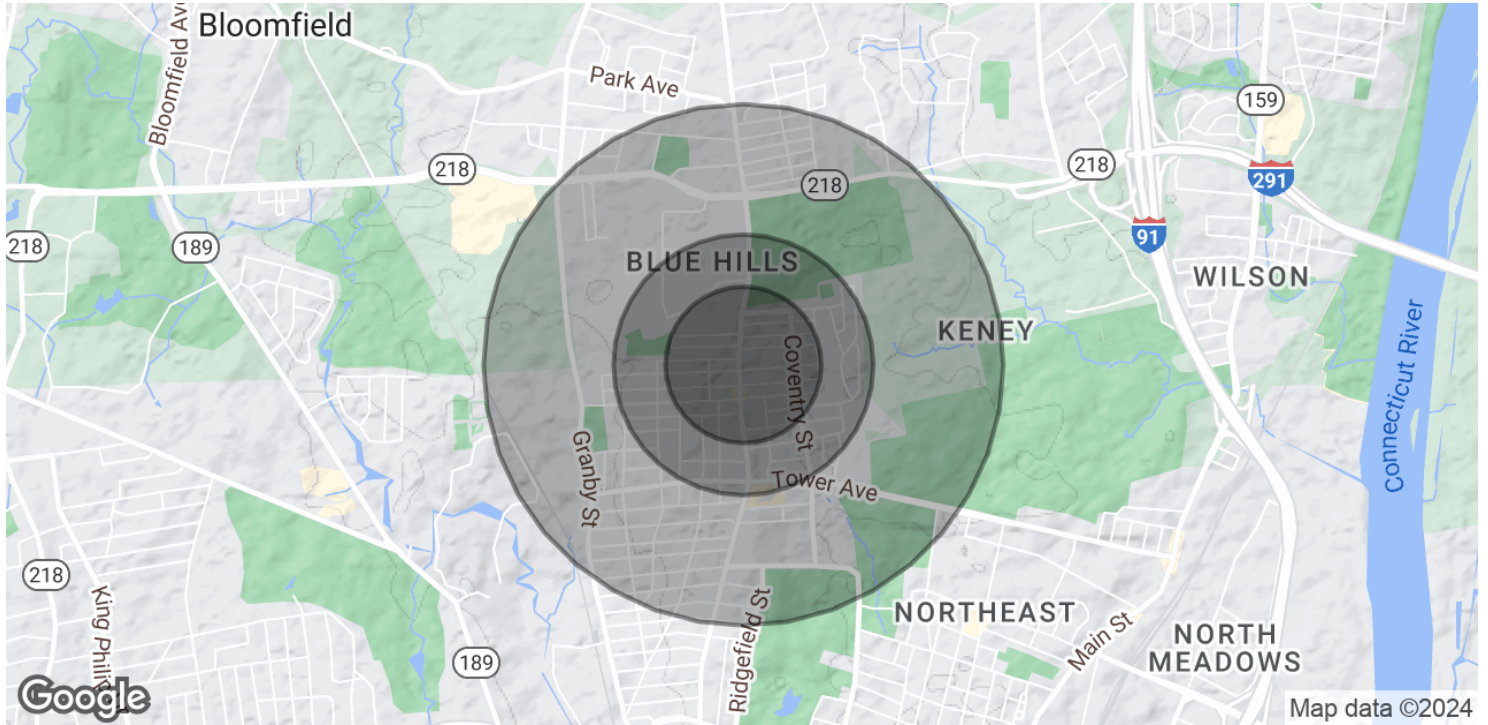 Bloomfield
Bloomfield Ave
Park Ave
159
218
218
218
291
218
189
91
BLUE HILLS
WILSON
KENEY
Coventry St
Connecticut River
Granby St
Tower Ave
218
King Philip
Ridgefield St
NORTHEAST
Main St
NORTH
MEADOWS
189
Google
Map data ©2024